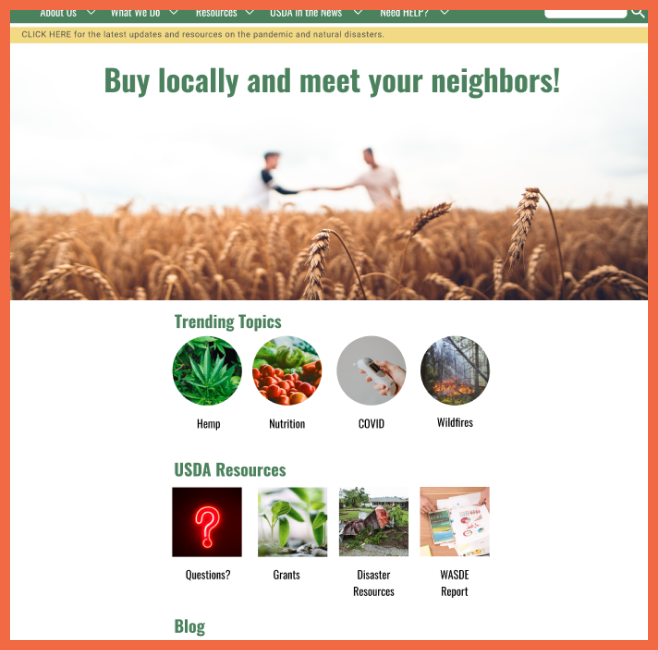 About Us What We Do Resources USDA in the News Need HELP?
CLICK HERE for the latest updates and resources on the pandemic and natural disasters.
Buy locally and meet your neighbors!
Trending Topics
Hemp Nutrition COVID Wildfires
USDA Resources
Questions? Grants Disaster WASDE
Resources Report
Blog